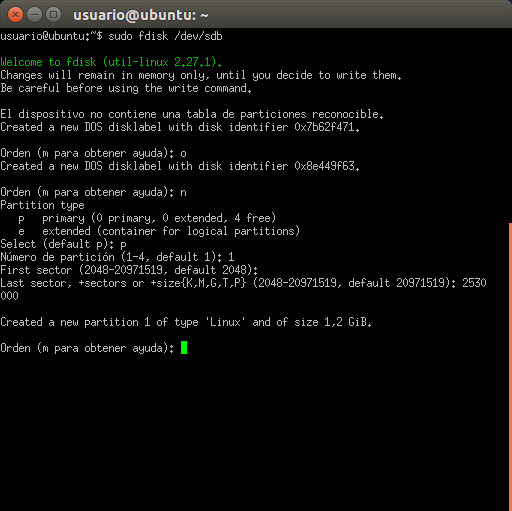 usuario@ubuntu: ~
usuario@ubuntu:~$ sudo fdisk /dev/sdb
Welcome to fdisk (util-linux 2.27.1).
Changes will remain in memory only, until you decide to write them.
Be careful before using the write command.
El dispositivo no contiene una tabla de particiones reconocible.
Created a new DOS disklabel with disk identifier 0x7b62f471.
Orden (m para obtener ayuda): o
Created a new DOS disklabel with disk identifier 0x8e449f63.
Orden (m para obtener ayuda): n
Partition type
p primary (0 primary, 0 extended, 4 free)
e extended (container for logical partitions)
Select (default p): p
Número de partición (1-4, default 1): 1
First sector (2048-20971519, default 2048):
Last sector, +sectors or +size{K,M,G,T,P} (2048-20971519, default 20971519): 2530
000
Created a new partition 1 of type 'Linux' and of size 1,2 GiB.
Orden (m para obtener ayuda):